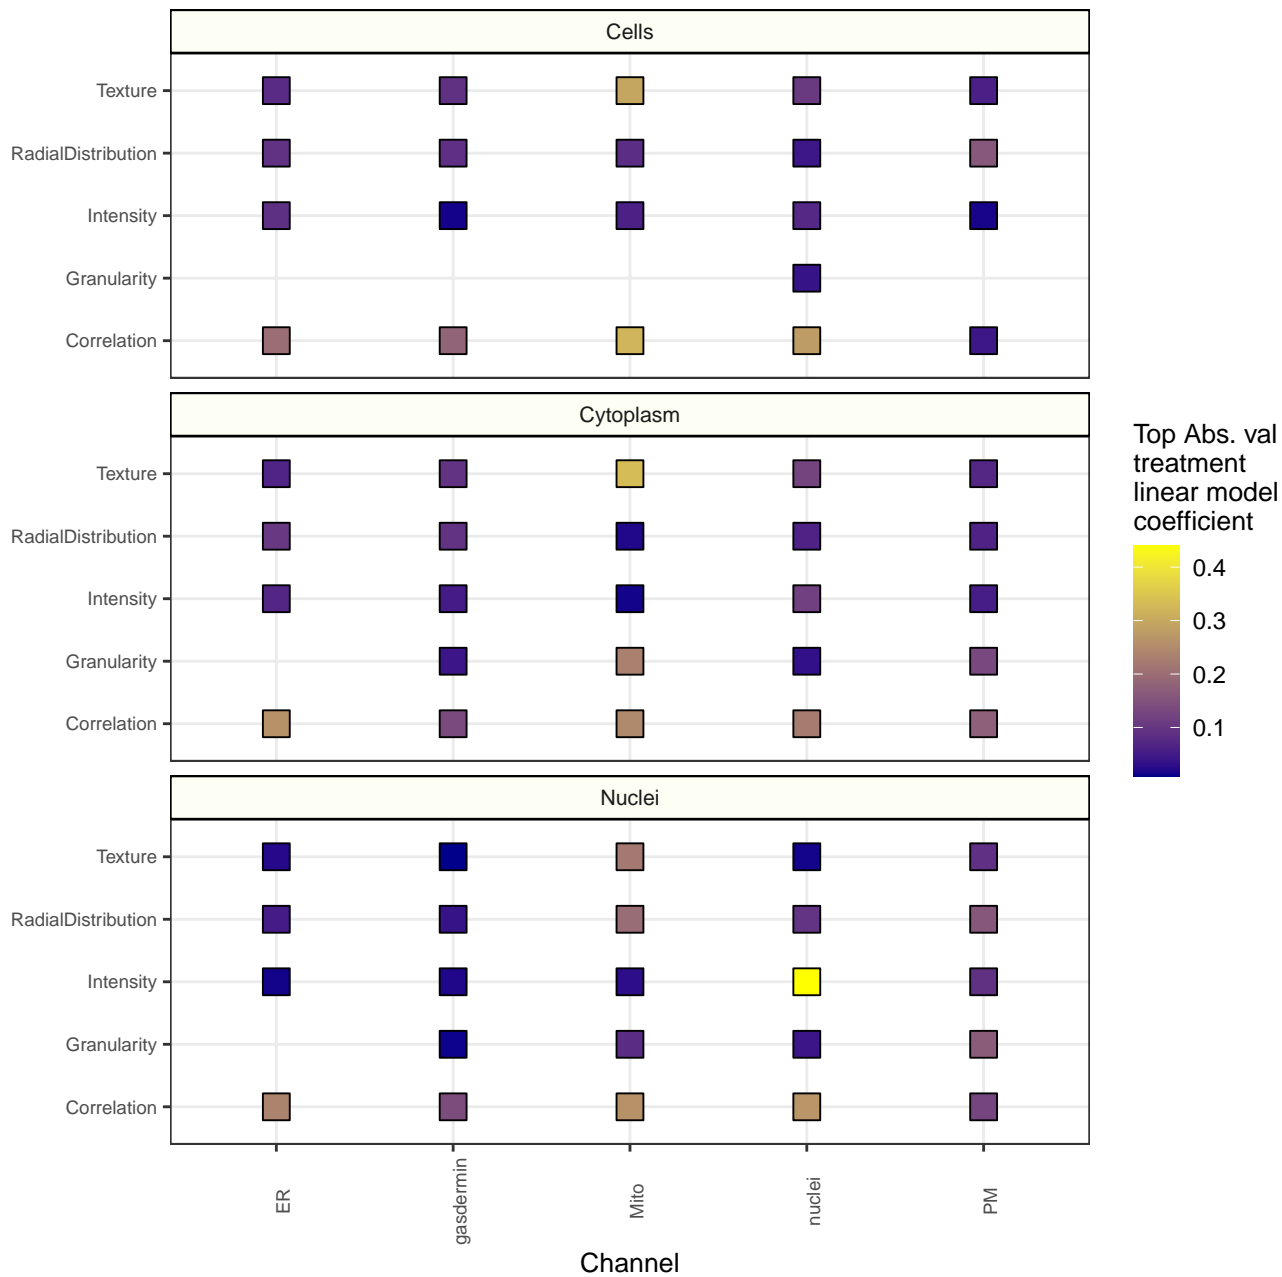 Cells
Texture
RadialDistribution
Intensity
Granularity
Correlation
Cytoplasm
Texture
RadialDistribution
Intensity
Granularity
Correlation
Nuclei
Texture
RadialDistribution
Intensity
Granularity
Correlation
ER
gasdermin
Mito
nuclei
PM
Channel
Top Abs. val
treatment
linear model
coefficient
0.4
0.3
0.2
0.1